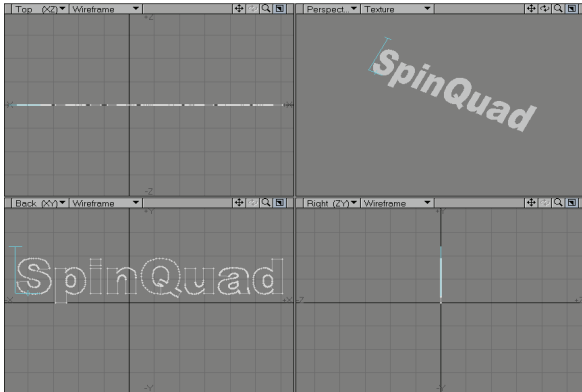 Top (XZ) Wireframe
Perspect... Texture
+Z
SpinQuad
-Z
Back (XY) Wireframe
Right (ZY) Wireframe
+Y
+Y
SpinQuad
-X
+X
-Z
-Y
-Y